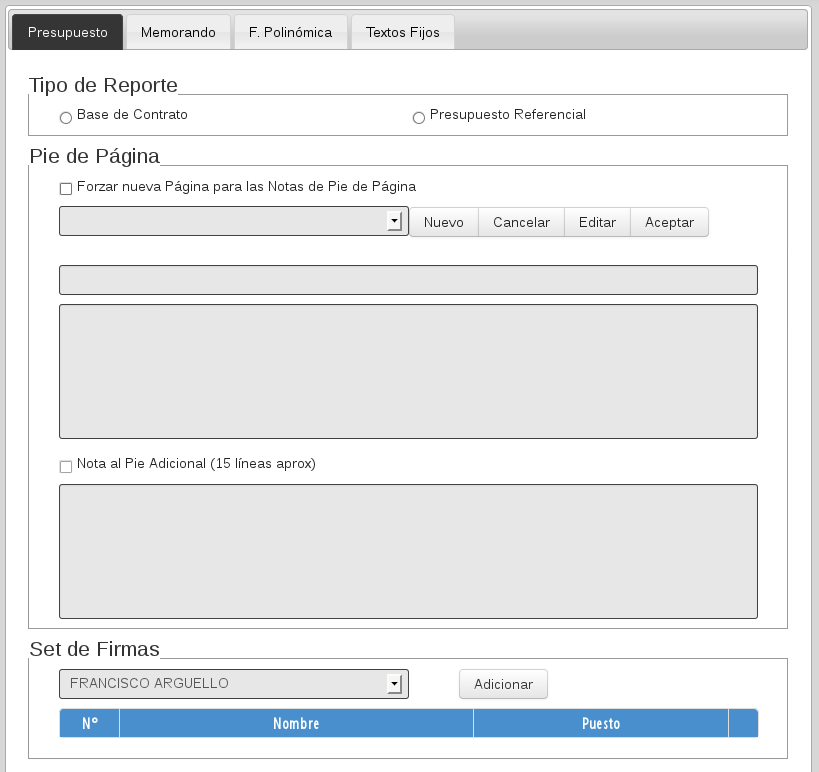 Presupuesto Memorando F. Polinómica Textos Fijos
Tipo de Reporte
Base de Contrato Presupuesto Referencial
Pie de Página
Forzar nueva Página para las Notas de Pie de Página
Nuevo Cancelar Editar Aceptar
Nota al Pie Adicional (15 líneas aprox)
Set de Firmas
FRANCISCO ARGUELLO Adicionar
N° Nombre Puesto